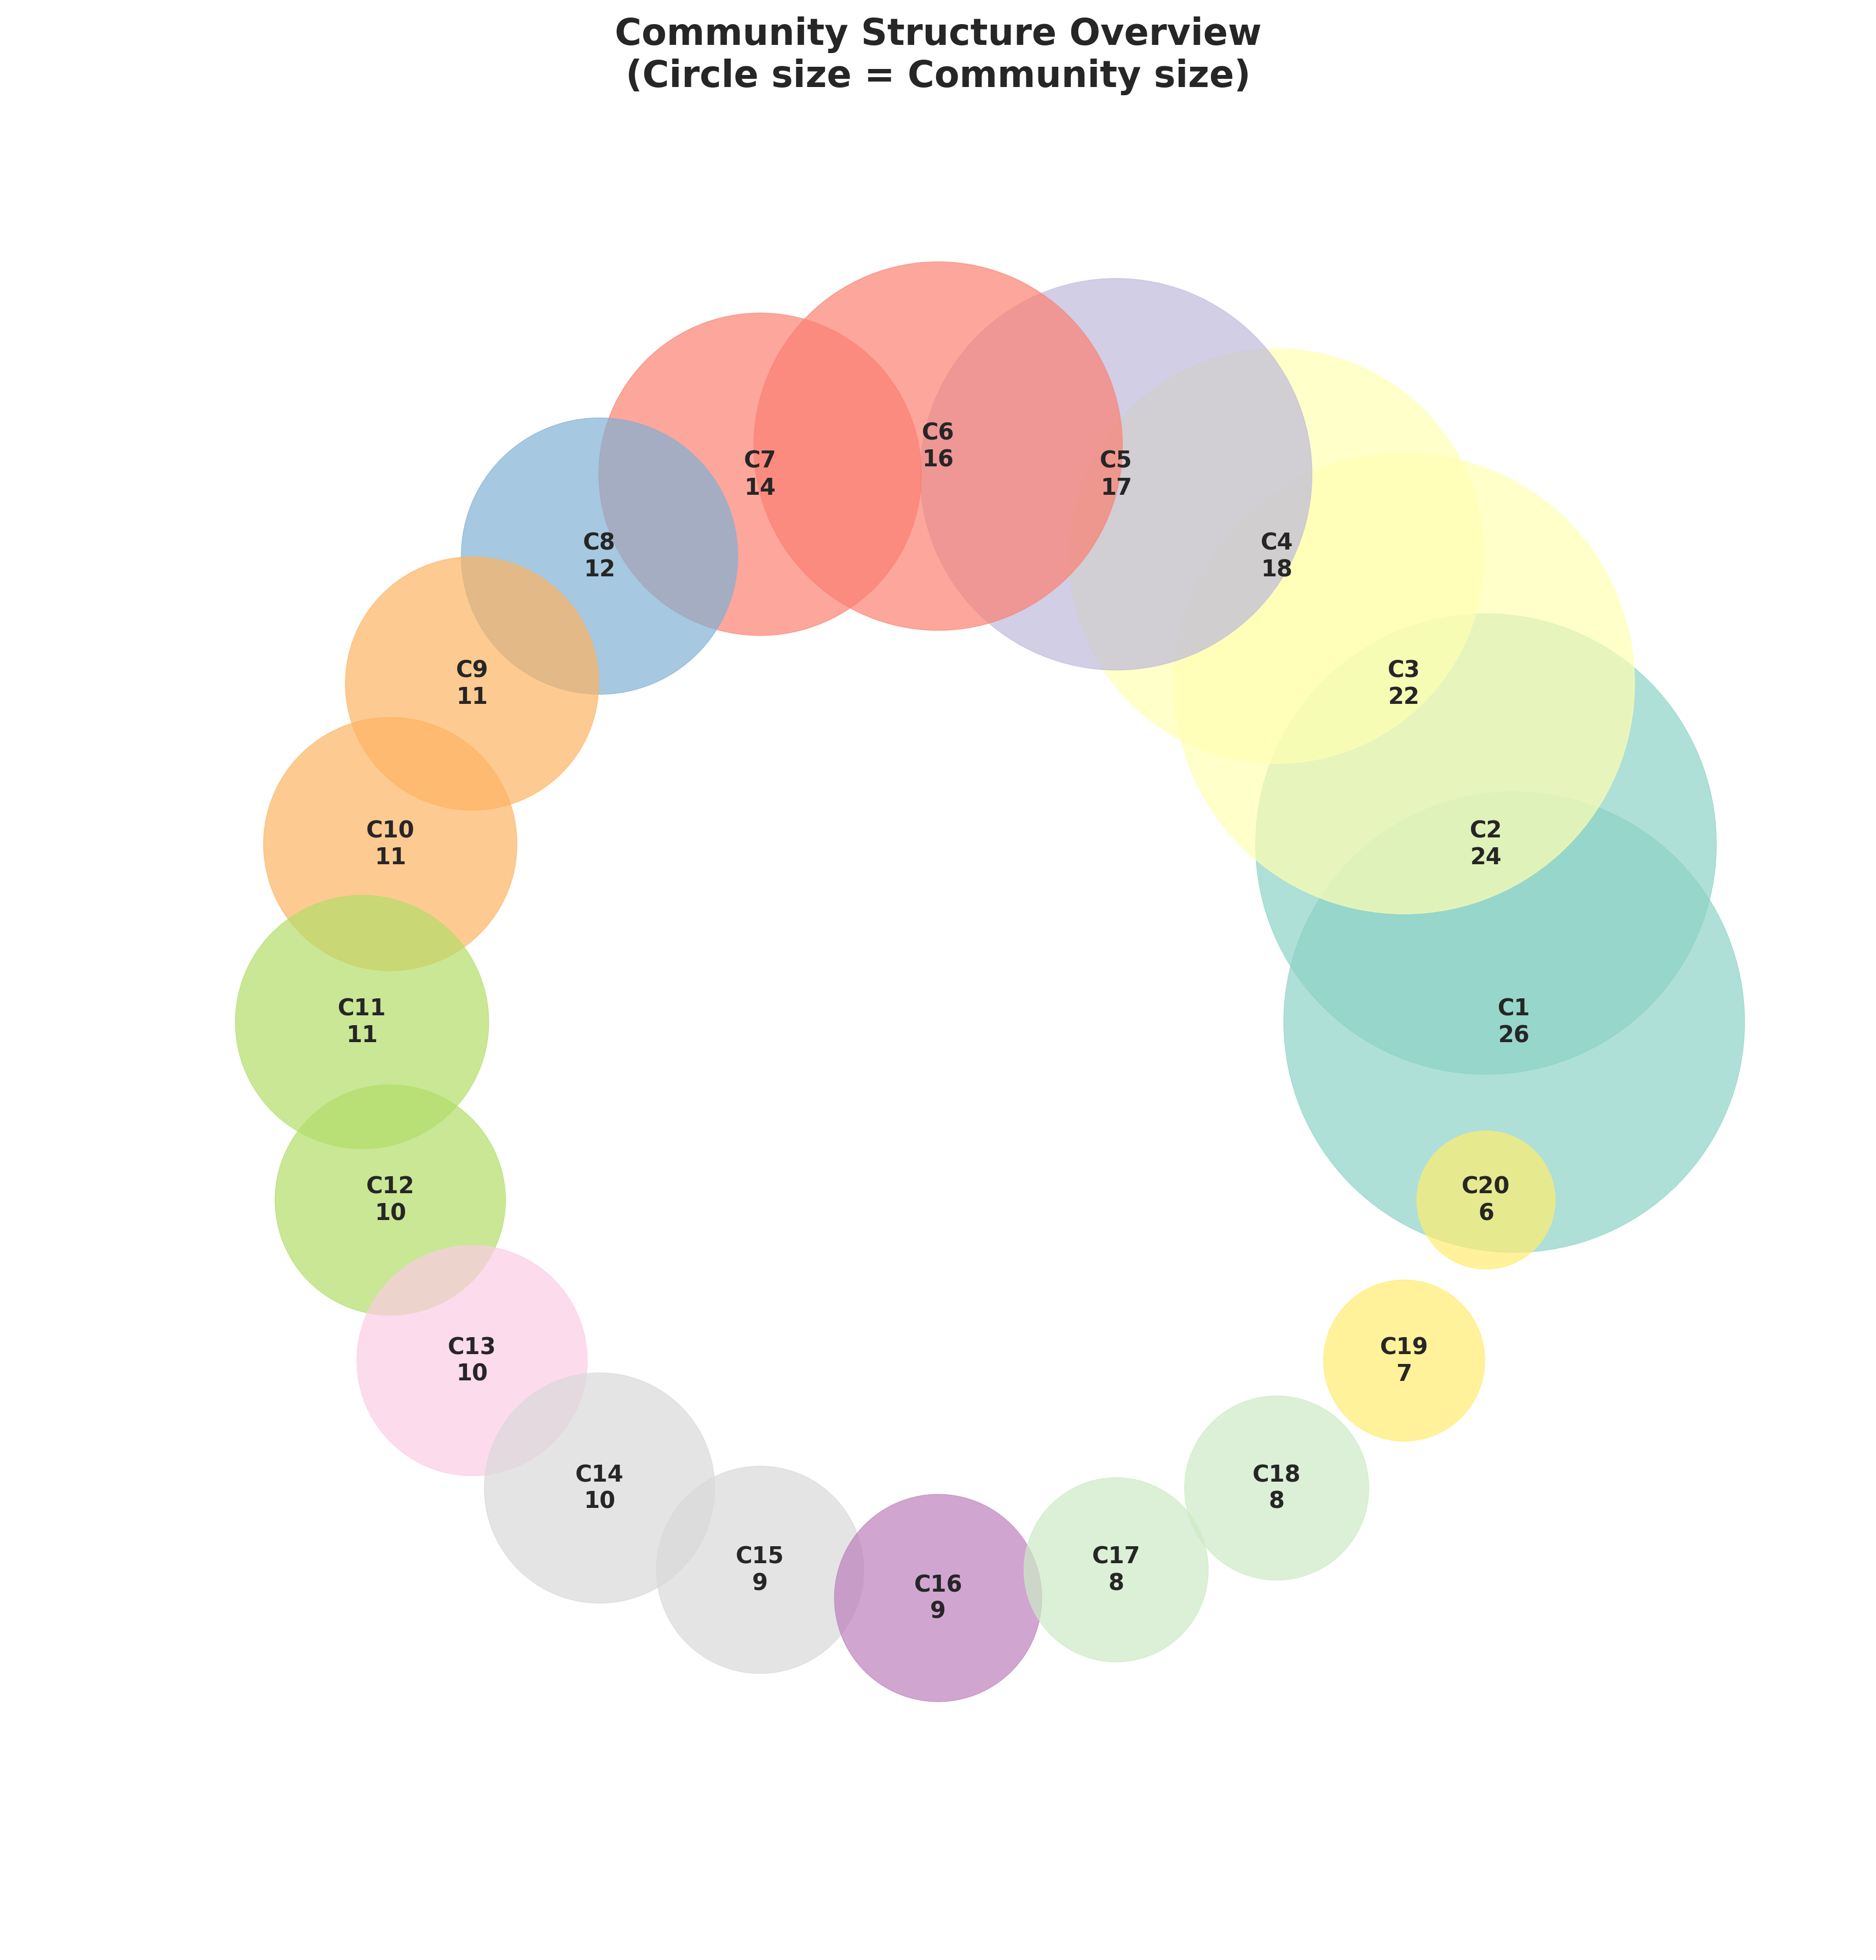 Community Structure Overview
(Circle size = Community size)
C6
16
C7
14
C5
17
C8
12
C4
18
C9
11
C3
22
C10
11
C2
24
C11
11
C1
26
C12
10
C20
6
C13
10
C19
7
C14
10
C18
8
C15
9
C17
8
C16
9